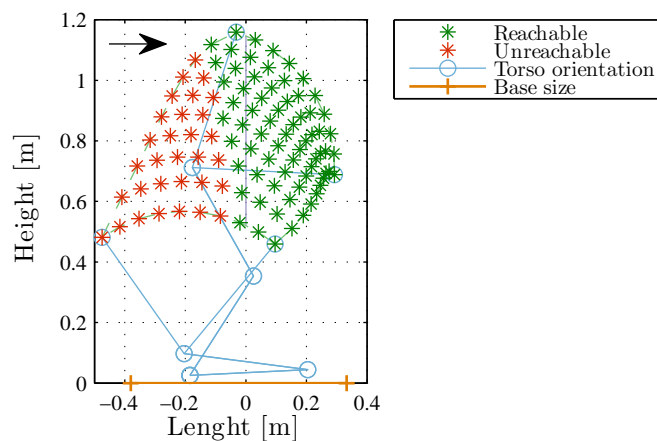 1.2
1
0.8
0.6
0.4
0.2
0
Height [m]
−0.4 −0.2 0 0.2 0.4
Lenght [m]
Reachable
Unreachable
Torso orientation
Base size